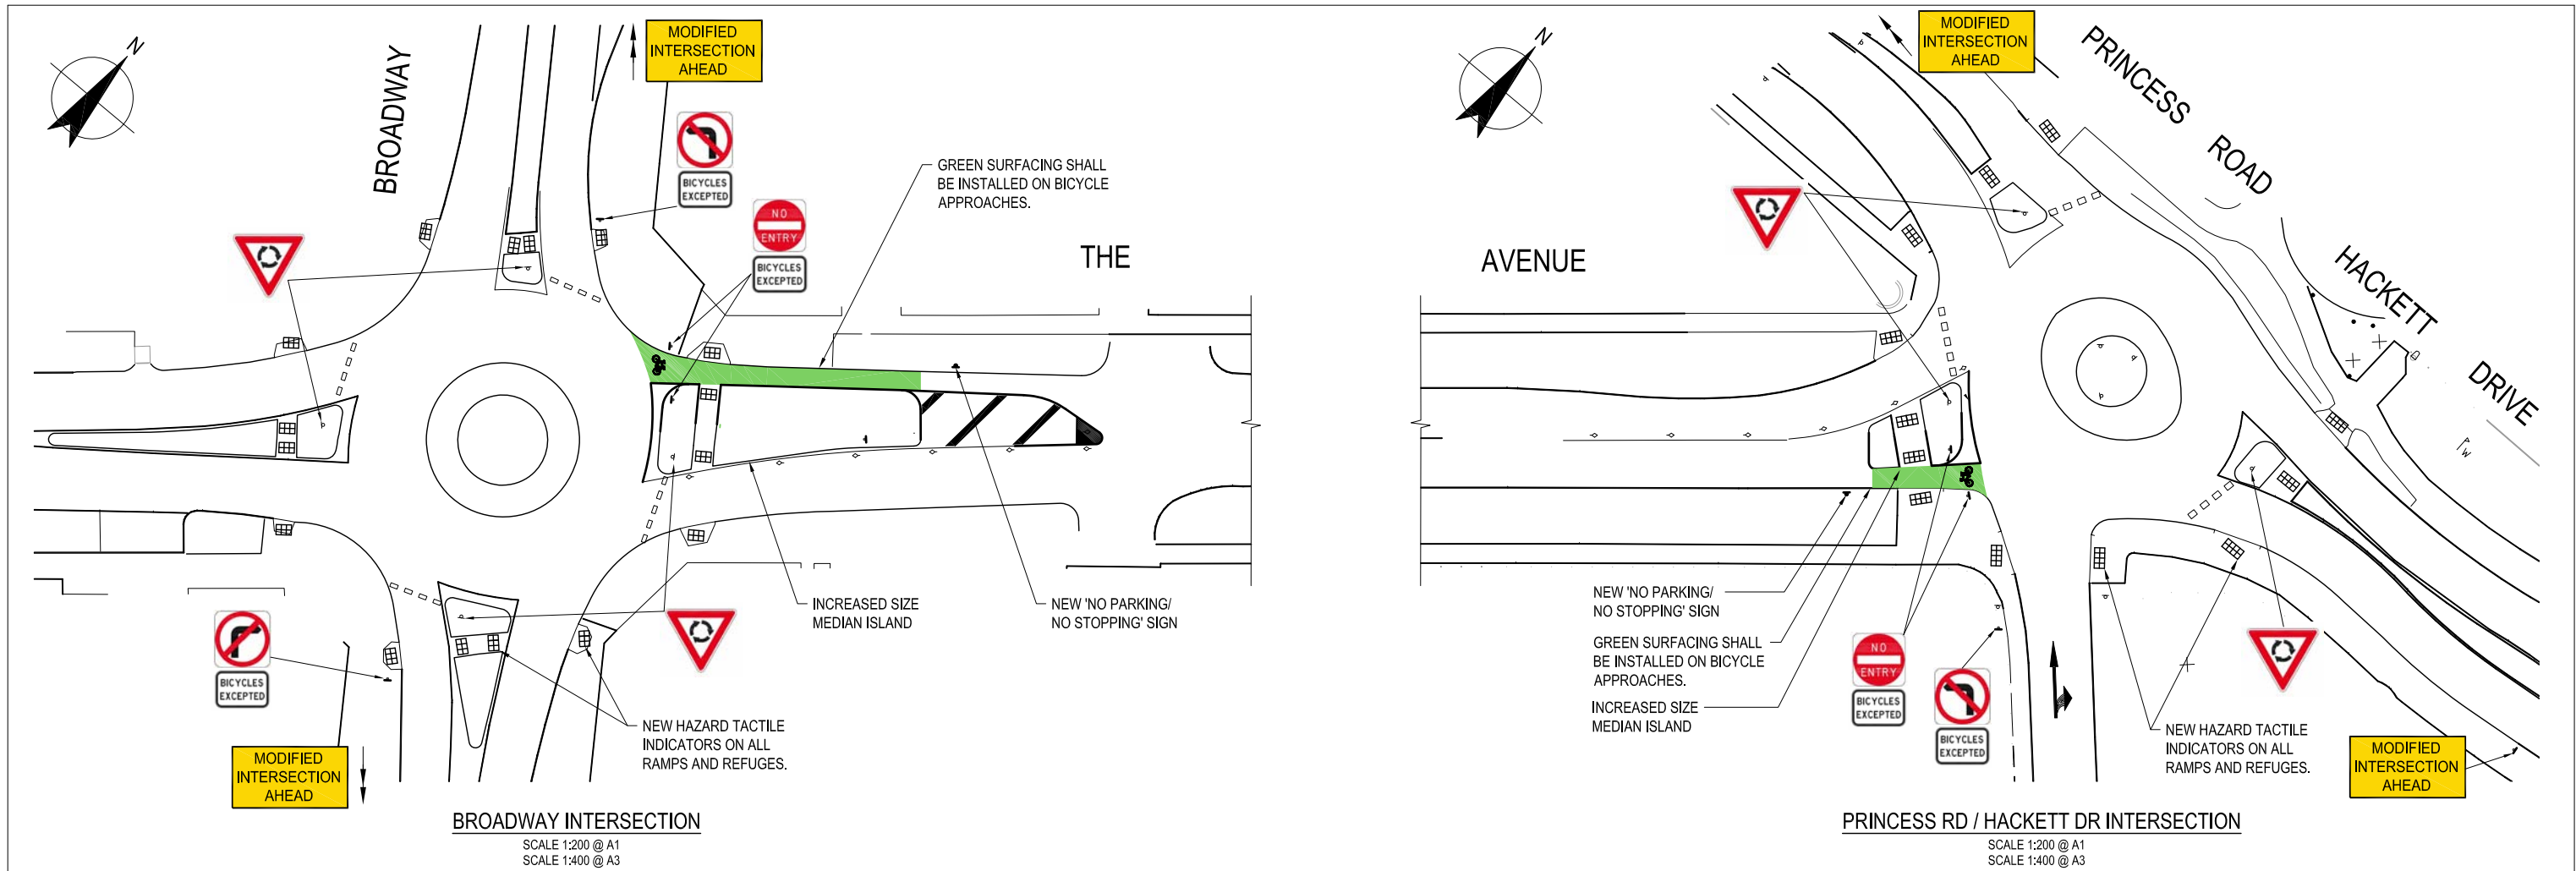 N
BROADWAY
MODIFIED
INTERSECTION
AHEAD
BICYCLES
EXCEPTED
NO
ENTRY
BICYCLES
EXCEPTED
GREEN SURFACING SHALL
BE INSTALLED ON BICYCLE
APPROACHES.
THE
INCREASED SIZE
MEDIAN ISLAND
NEW 'NO PARKING/
NO STOPPING' SIGN
BICYCLES
EXCEPTED
NEW HAZARD TACTILE
INDICATORS ON ALL
RAMPS AND REFUGES.
MODIFIED
INTERSECTION
AHEAD
BROADWAY INTERSECTION
SCALE 1:200 @ A1
SCALE 1:400 @ A3
N
MODIFIED
INTERSECTION
AHEAD
PRINCESS ROAD
HACKETT DRIVE
AVENUE
NEW 'NO PARKING/
NO STOPPING' SIGN
GREEN SURFACING SHALL
BE INSTALLED ON BICYCLE
APPROACHES.
INCREASED SIZE
MEDIAN ISLAND
NO
ENTRY
BICYCLES
EXCEPTED
BICYCLES
EXCEPTED
NEW HAZARD TACTILE
INDICATORS ON ALL
RAMPS AND REFUGES.
MODIFIED
INTERSECTION
AHEAD
PRINCESS RD / HACKETT DR INTERSECTION
SCALE 1:200 @ A1
SCALE 1:400 @ A3